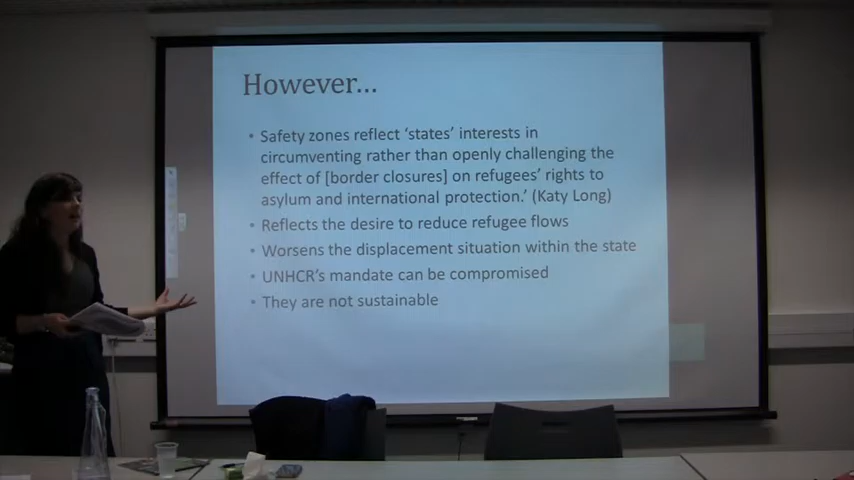 However...
• Safety zones reflect ‘states’ interests in
circumventing rather than openly challenging the
effect of [border closures] on refugees’ rights to
asylum and international protection.’ (Katy Long)
• Reflects the desire to reduce refugee flows
• Worsens the displacement situation within the state
• UNHCR’s mandate can be compromised
• They are not sustainable